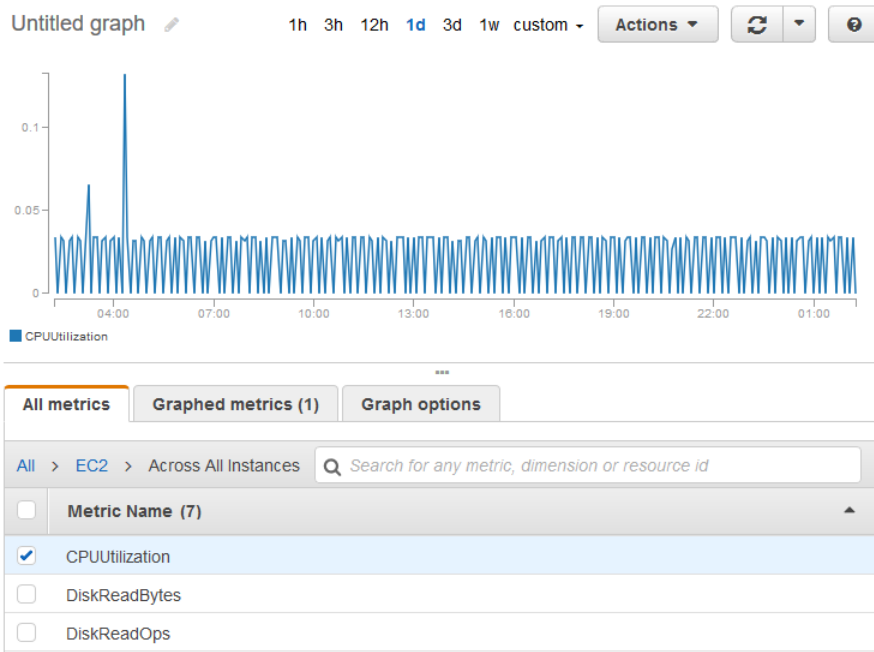 Untitled graph 1h 3h 12h 1d 3d 1w custom Actions
0.1
0.05
0
04:00 07:00 10:00 13:00 16:00 19:00 22:00 01:00
CPUUtilization
All metrics Graphed metrics (1) Graph options
All > EC2 > Across All Instances Search for any metric, dimension or resource id
Metric Name (7)
CPUUtilization
DiskReadBytes
DiskReadOps